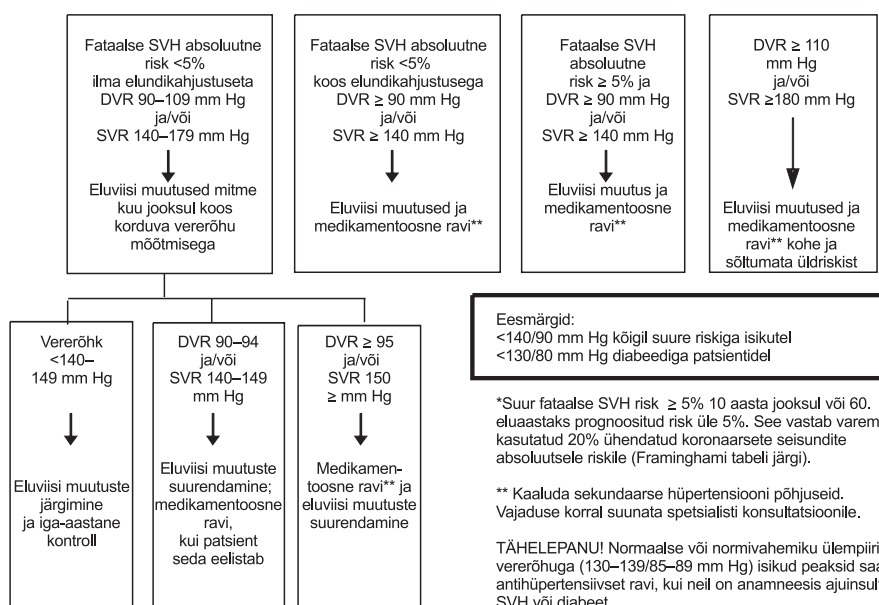 Fataalse SVH absoluutne
risk <5%
ilma elundikahjustuseta
DVR 90–109 mm Hg
ja/või
SVR 140–179 mm Hg
Eluviisi muutused mitme
kuu jooksul koos
korduva vererõhu
mõõtmisega
Fataalse SVH absoluutne
risk <5%
koos elundikahjustusega
DVR ≥ 90 mm Hg
ja/või
SVR ≥ 140 mm Hg
Eluviisi muutused ja
medikamentoosne ravi**
Fataalse SVH
absoluutne
risk ≥ 5% ja
DVR ≥ 90 mm Hg
ja/või
SVR ≥ 140 mm Hg
Eluviisi muutus ja
medikamentoosne
ravi**
DVR ≥ 110
mm Hg
ja/või
SVR ≥180 mm Hg
Eluviisi muutused ja
medikamentoosne
ravi** kohe ja
sõltumata üldriskist
Vererõhk
<140–
149 mm Hg
Eluviisi muutuste
järgimine
ja iga-aastane
kontroll
DVR 90–94
ja/või
SVR 140–149
mm Hg
Eluviisi muutuste
suurendamine;
medikamentoosne
ravi,
kui patsient
seda eelistab
DVR ≥ 95
ja/või
SVR 150
≥ mm Hg
Medikamen-
toosne ravi** ja
eluviisi muutuste
suurendamine
Eesmärgid:
<140/90 mm Hg kõigil suure riskiga isikutel
<130/80 mm Hg diabeediga patsientidel
*Suur fataalse SVH risk ≥ 5% 10 aasta jooksul või 60.
eluaastaks prognoositud risk üle 5%. See vastab varem
kasutatud 20% ühendatud koronaarsete seisundite
absoluutsele riskile (Framinghami tabeli järgi).
** Kaaluda sekundaarse hüpertensiooni põhjuseid.
Vajaduse korral suunata spetsialisti konsultatsioonile.
TÄHELEPANU! Normaalse või normivahemiku ülempiiri
vererõhuga (130–139/85–89 mm Hg) isikud peaksid
antihüpertensiivset ravi, kui neil on anamneesis
SVH või diabeet